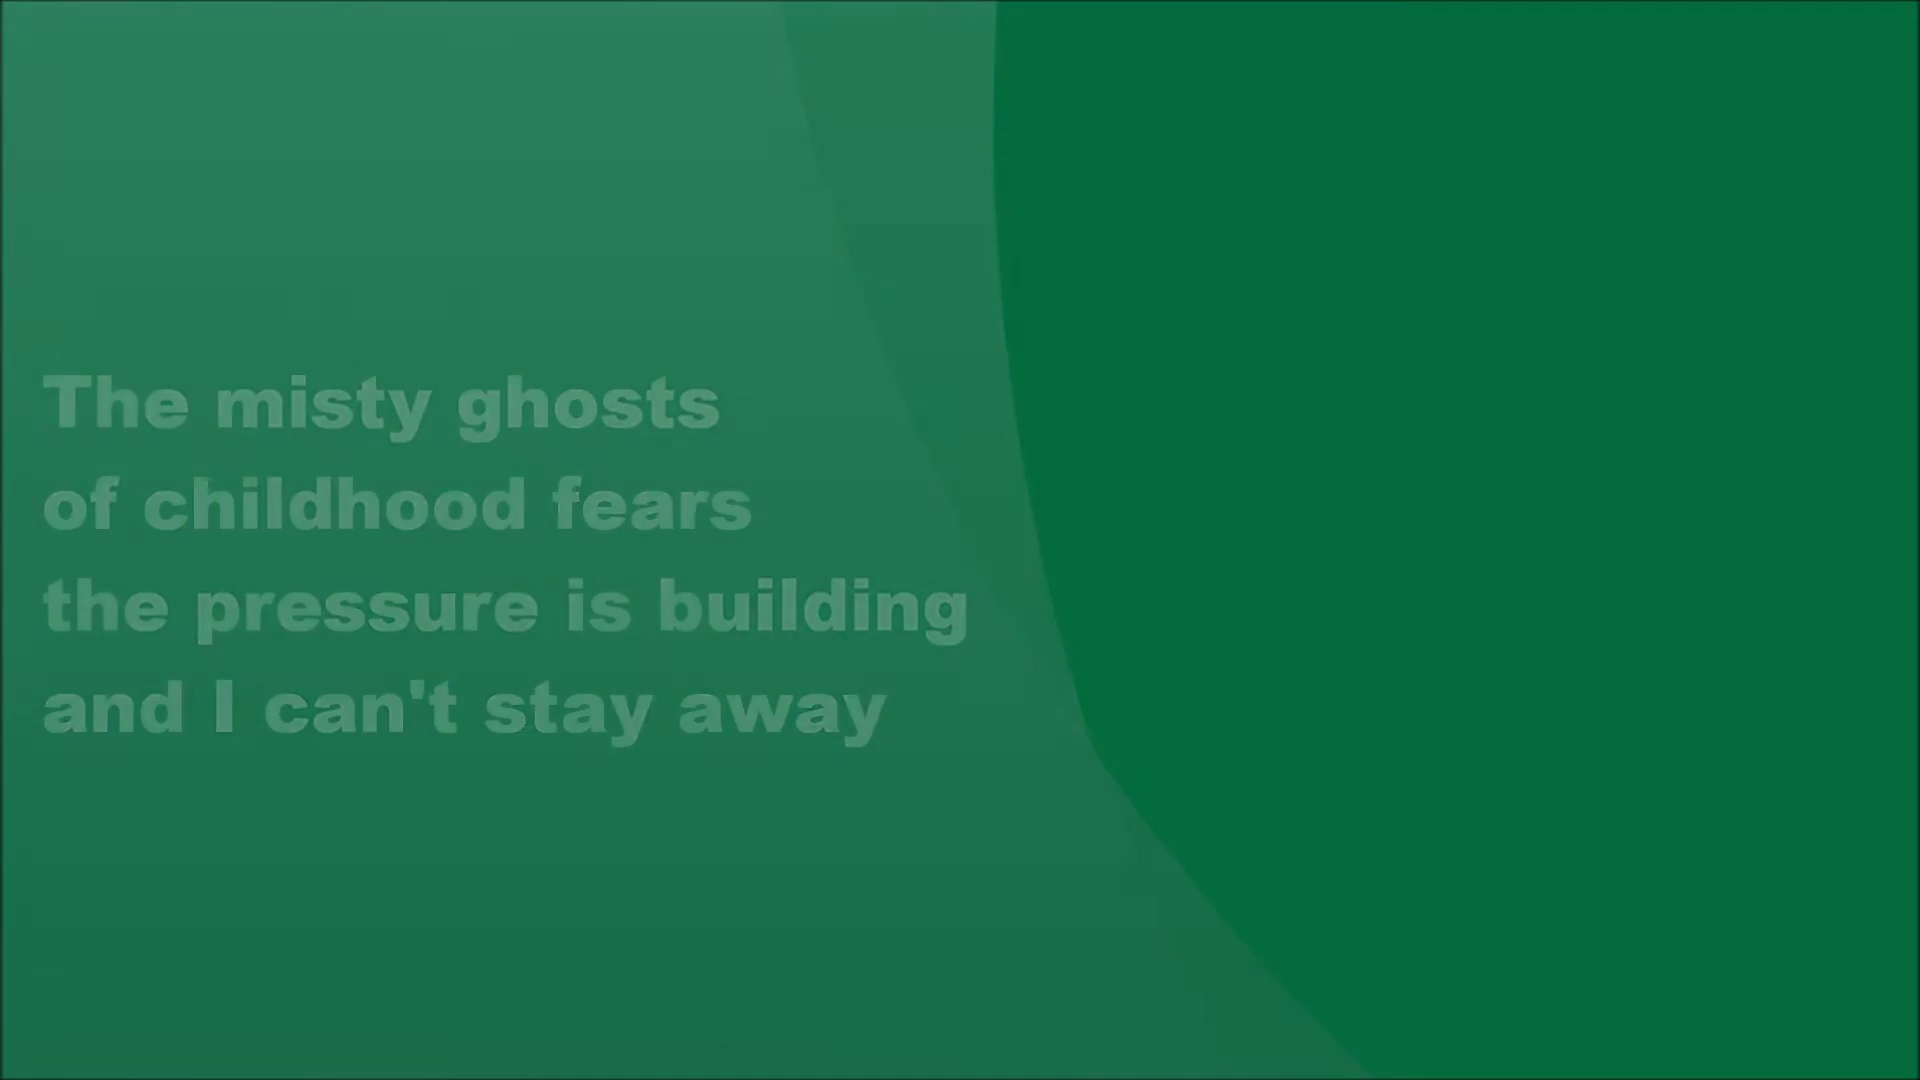 The misty ghosts
of childhood fears
the pressure is building
and I can't stay away